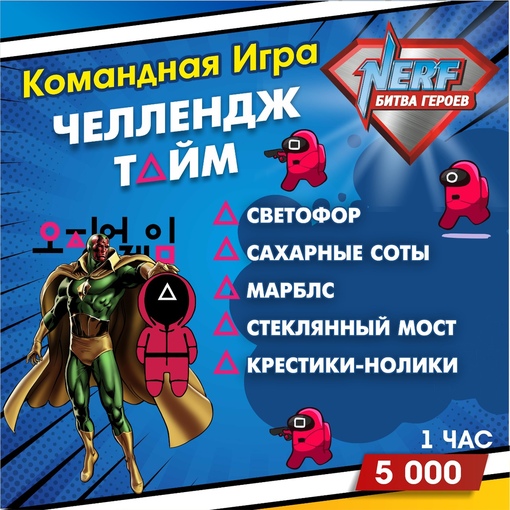 Командная Игра
NERF
БИТВА ГЕРОЕВ
ЧЕЛЛЕНДЖ
ТАЙМ
오징어 게임
СВЕТОФОР
САХАРНЫЕ СОТЫ
МАРБЛС
СТЕКЛЯННЫЙ МОСТ
КРЕСТИКИ-НОЛИКИ
1 ЧАС
5 000